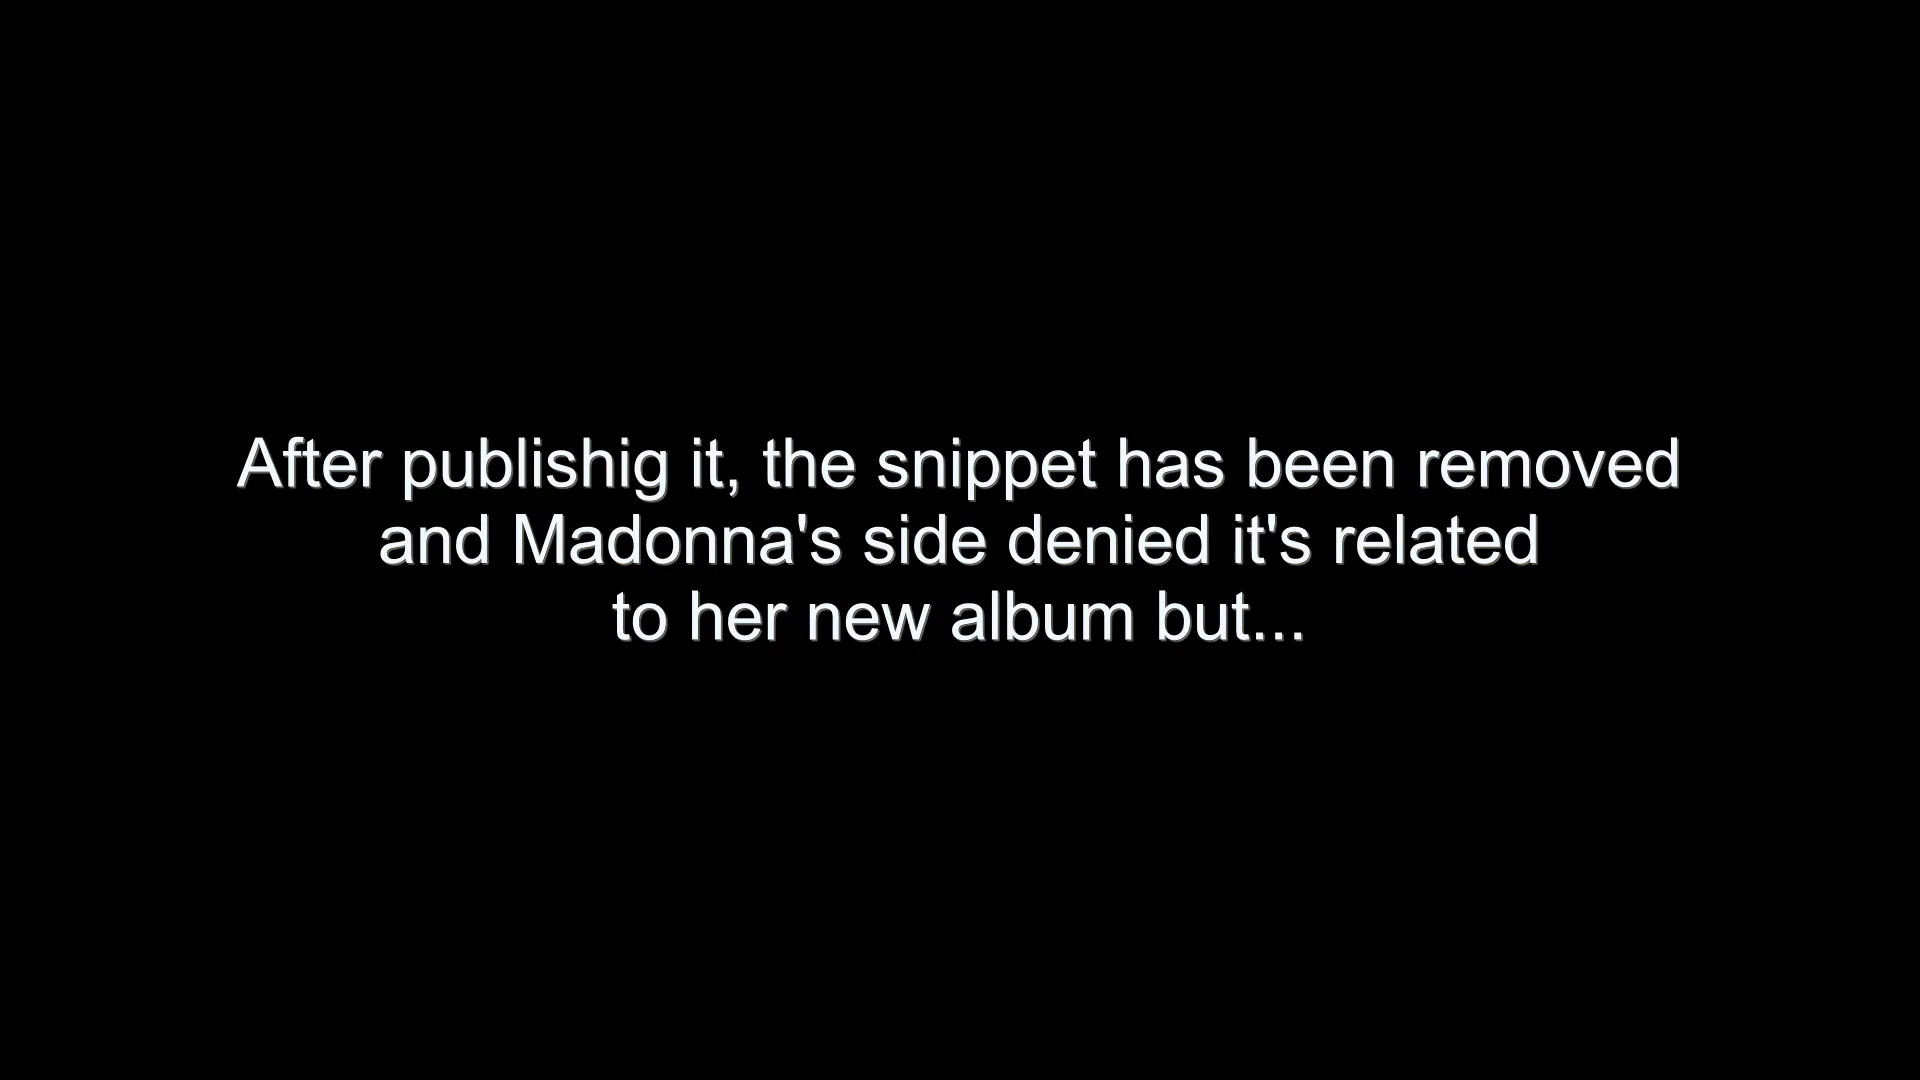 After publishig it, the snippet has been removed
and Madonna's side denied it's related
to her new album but...